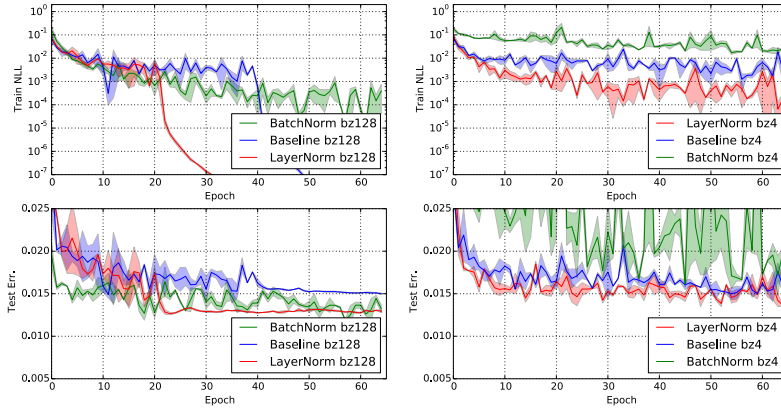 10⁰
10⁻¹
10⁻²
10⁻³
10⁻⁴
10⁻⁵
10⁻⁶
10⁻⁷
Train NLL
0 10 20 30 40 50 60
Epoch
BatchNorm bz128
Baseline bz128
LayerNorm bz128
10⁰
10⁻¹
10⁻²
10⁻³
10⁻⁴
10⁻⁵
10⁻⁶
10⁻⁷
Train NLL
0 10 20 30 40 50 60
Epoch
LayerNorm bz4
Baseline bz4
BatchNorm bz4
0.025
0.020
0.015
0.010
0.005
Test Err.
0 10 20 30 40 50 60
Epoch
BatchNorm bz128
Baseline bz128
LayerNorm bz128
0.025
0.020
0.015
0.010
0.005
Test Err.
0 10 20 30 40 50 60
Epoch
LayerNorm bz4
Baseline bz4
BatchNorm bz4